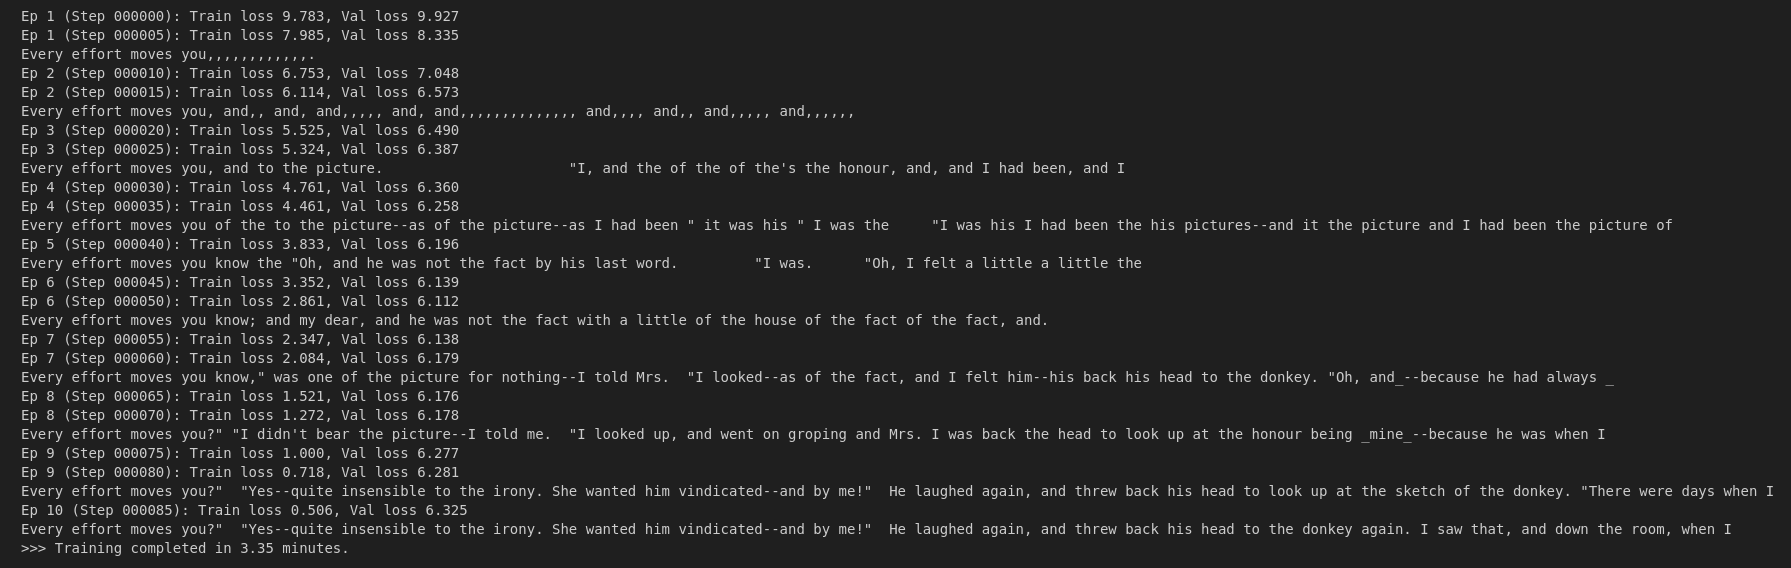 Ep 1 (Step 000000): Train loss 9.783, Val loss 9.927
Ep 1 (Step 000005): Train loss 7.985, Val loss 8.335
Every effort moves you,,,,,,,,,,,,.
Ep 2 (Step 000010): Train loss 6.753, Val loss 7.048
Ep 2 (Step 000015): Train loss 6.114, Val loss 6.573
Every effort moves you, and,, and, and,,,,, and, and,,,,,,,,,,,,,, and,,,, and,, and,,,,, and,,,,,,
Ep 3 (Step 000020): Train loss 5.525, Val loss 6.490
Ep 3 (Step 000025): Train loss 5.324, Val loss 6.387
Every effort moves you, and to the picture.                      "I, and the of the of the's the honour, and, and I had been, and I
Ep 4 (Step 000030): Train loss 4.761, Val loss 6.360
Ep 4 (Step 000035): Train loss 4.461, Val loss 6.258
Every effort moves you of the to the picture--as of the picture--as I had been " it was his " I was the     "I was his I had been the his pictures--and it the picture and I had been the picture of
Ep 5 (Step 000040): Train loss 3.833, Val loss 6.196
Every effort moves you know the "Oh, and he was not the fact by his last word.         "I was.      "Oh, I felt a little a little the
Ep 6 (Step 000045): Train loss 3.352, Val loss 6.139
Ep 6 (Step 000050): Train loss 2.861, Val loss 6.112
Every effort moves you know; and my dear, and he was not the fact with a little of the house of the fact of the fact, and.
Ep 7 (Step 000055): Train loss 2.347, Val loss 6.138
Ep 7 (Step 000060): Train loss 2.084, Val loss 6.179
Every effort moves you know," was one of the picture for nothing--I told Mrs.  "I looked--as of the fact, and I felt him--his back his head to the donkey. "Oh, and_--because he had always _
Ep 8 (Step 000065): Train loss 1.521, Val loss 6.176
Ep 8 (Step 000070): Train loss 1.272, Val loss 6.178
Every effort moves you?" "I didn't bear the picture--I told me.  "I looked up, and went on groping and Mrs. I was back the head to look up at the honour being _mine_--because he was when I
Ep 9 (Step 000075): Train loss 1.000, Val loss 6.277
Ep 9 (Step 000080): Train loss 0.718, Val loss 6.281
Every effort moves you?"  "Yes--quite insensible to the irony. She wanted him vindicated--and by me!"  He laughed again, and threw back his head to look up at the sketch of the donkey. "There were days when I
Ep 10 (Step 000085): Train loss 0.506, Val loss 6.325
Every effort moves you?"  "Yes--quite insensible to the irony. She wanted him vindicated--and by me!"  He laughed again, and threw back his head to the donkey again. I saw that, and down the room, when I
>>> Training completed in 3.35 minutes.